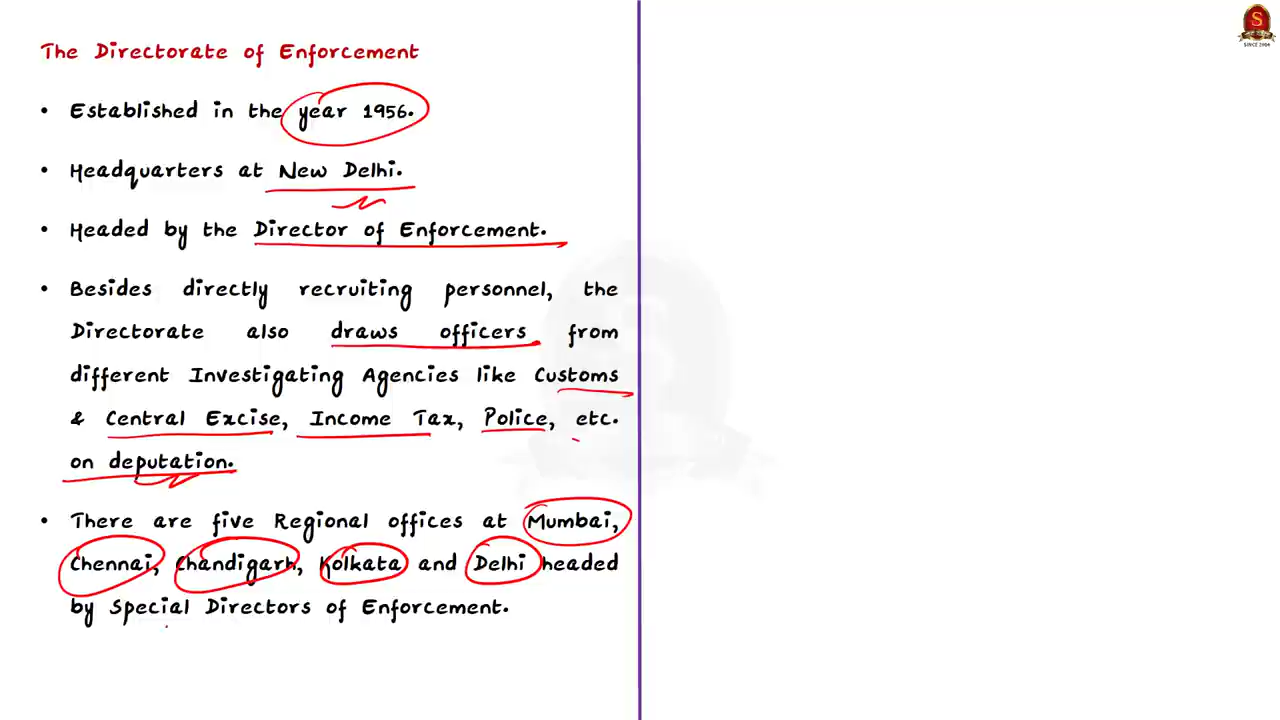 The Directorate of Enforcement
• Established in the year 1956.
• Headquarters at New Delhi.
• Headed by the Director of Enforcement.
• Besides directly recruiting personnel, the
Directorate also draws officers from
different Investigating Agencies like Customs
& Central Excise, Income Tax, Police, etc.
on deputation.
• There are five Regional offices at Mumbai,
Chennai, Chandigarh, Kolkata and Delhi headed
by Special Directors of Enforcement.
S
SINCE 2004